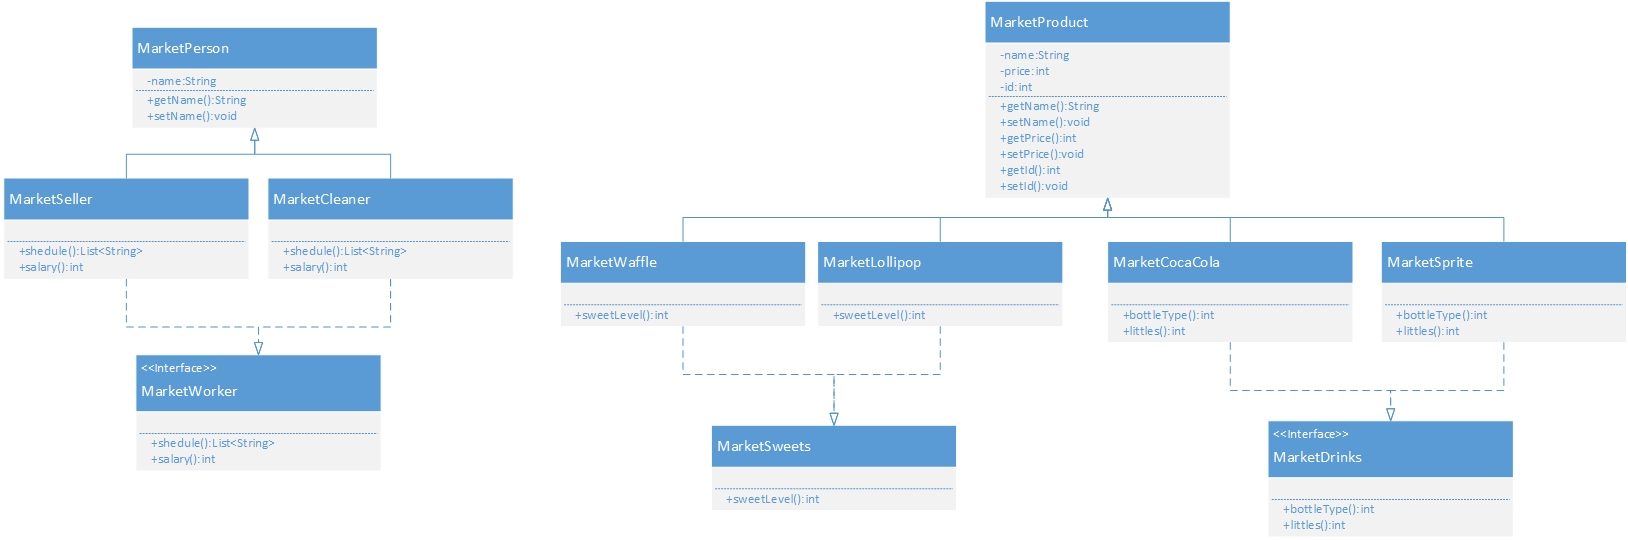 MarketPerson
-name:String
+getName():String
+setName():void
MarketSeller
+shedule():List<String>
+salary():int
MarketCleaner
+shedule():List<String>
+salary():int
<<Interface>>
MarketWorker
+shedule():List<String>
+salary():int
MarketProduct
-name:String
-price:int
-id:int
+getName():String
+setName():void
+getPrice():int
+setPrice():void
+getId():int
+setId():void
MarketWaffle
+sweetLevel():int
MarketLollipop
+sweetLevel():int
MarketCocaCola
+bottleType():int
+littles():int
MarketSprite
+bottleType():int
+littles():int
MarketSweets
+sweetLevel():int
<<Interface>>
MarketDrinks
+bottleType():int
+littles():int